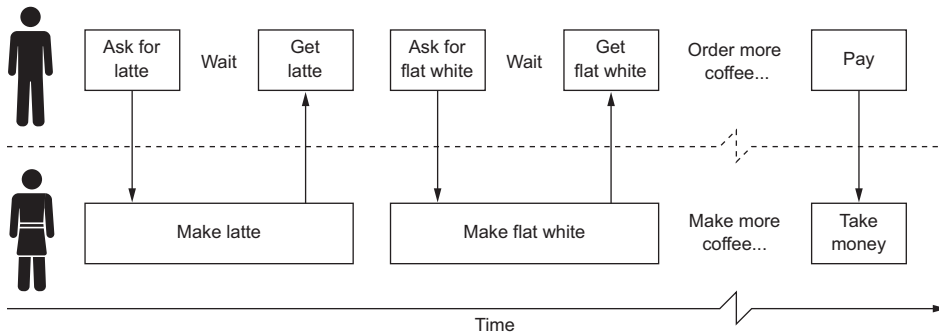 Ask for
latte
Wait
Get
latte
Ask for
flat white
Wait
Get
flat white
Order more
coffee...
Pay
Make latte
Make flat white
Make more
coffee...
Take
money
Time